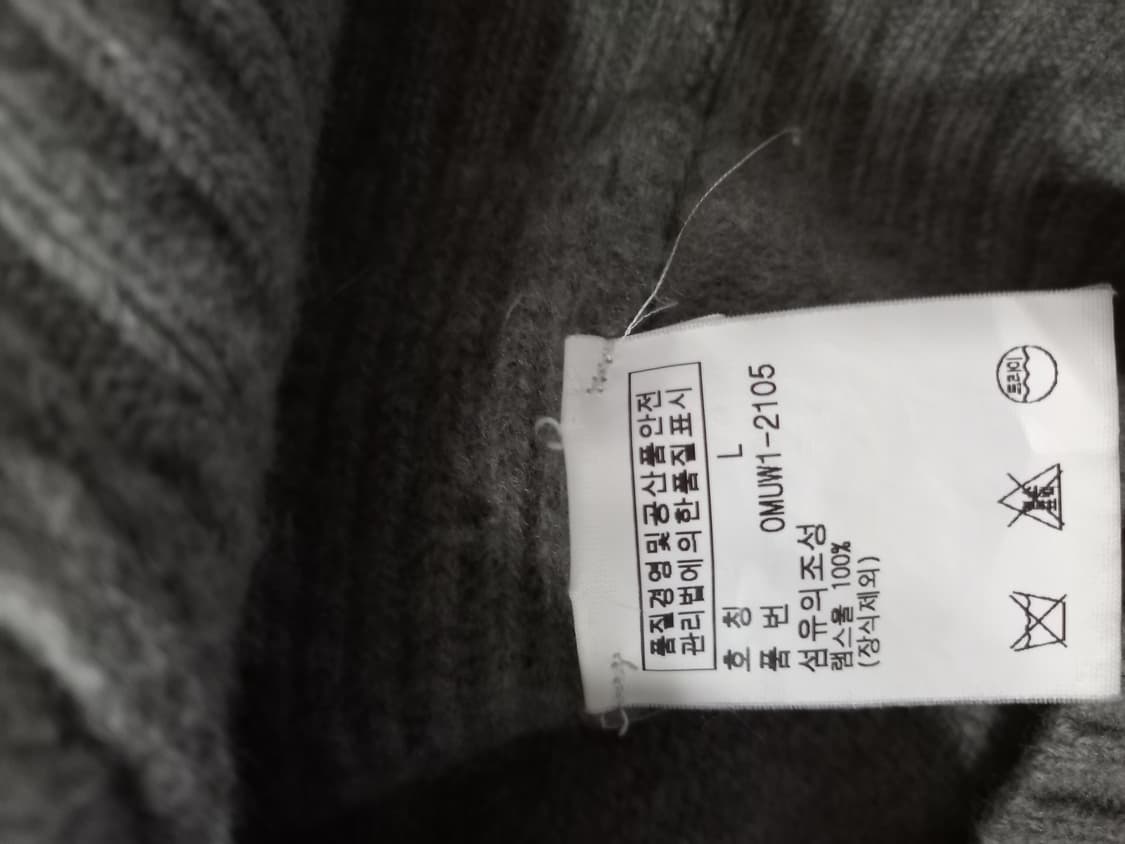 품질경영및공산품안전
관리법에의한품질표시
호 칭 L
품 번 OMUW1-2105
섬유의조성
램스울 100%
(장식제외)
드라이